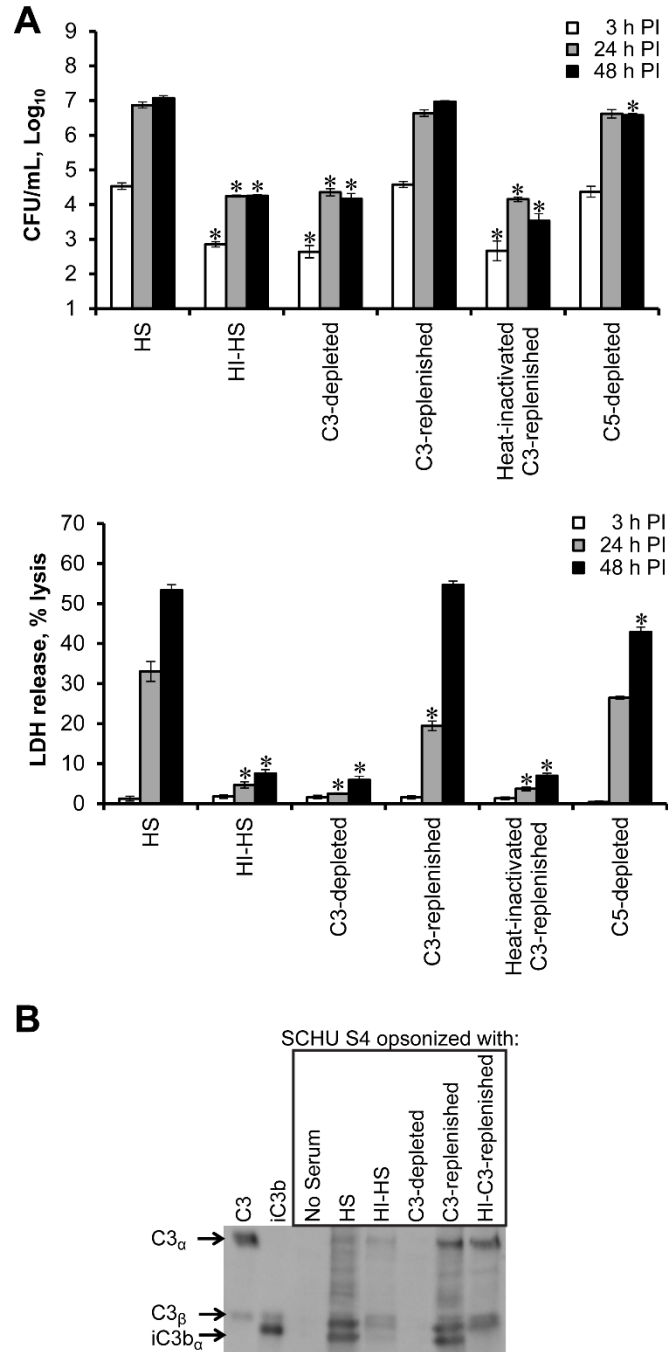 A
3 h PI
24 h PI
48 h PI
CFU/mL, Log10
9
8
7
6
5
4
3
2
1
* * * * * * * * * *
HS
HI-HS
C3-depleted
C3-replenished
Heat-inactivated
C3-replenished
C5-depleted
3 h PI
24 h PI
48 h PI
LDH release, % lysis
70
60
50
40
30
20
10
0
* * * * * * * *
HS
HI-HS
C3-depleted
C3-replenished
Heat-inactivated
C3-replenished
C5-depleted
B
SCHU S4 opsonized with:
C3
iC3b
No Serum
HS
HI-HS
C3-depleted
C3-replenished
HI-C3-replenished
C3α
C3β
iC3bα